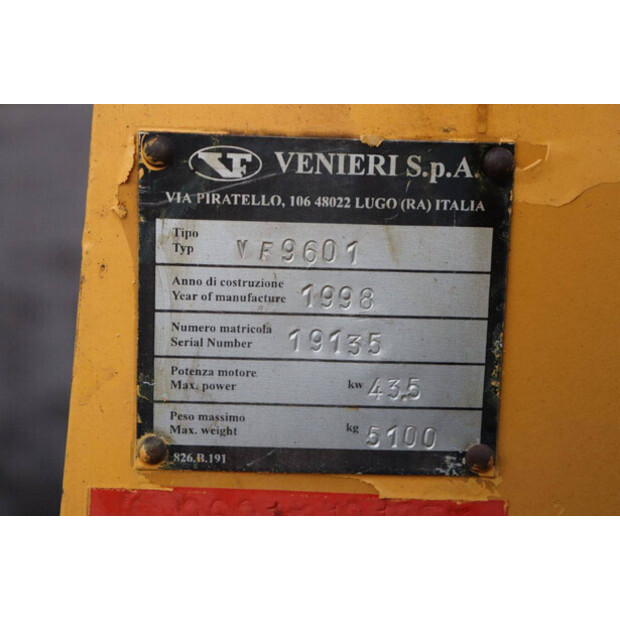 VF VENIERI S.p.A.
VIA PIRATELLO, 106 48022 LUGO (RA) ITALIA
Tipo
Typ VF9601
Anno di costruzione
Year of manufacture 1998
Numero matricola
Serial Number 19135
Potenza motore
Max. power kw 43.5
Peso massimo
Max. weight kg 5100
826.B.191